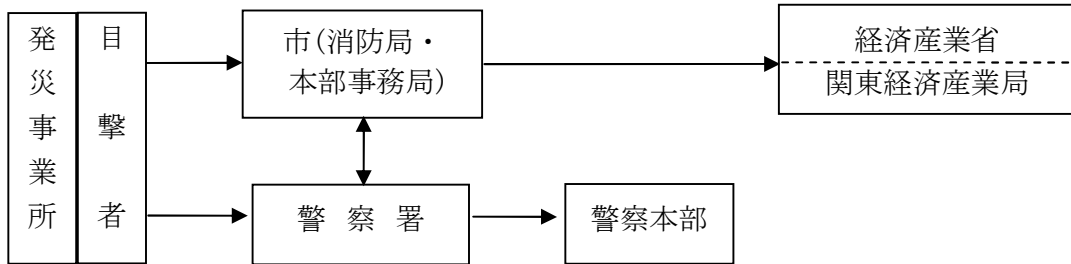 発災事業所
目撃者
市(消防局・
本部事務局)
経済産業省
関東経済産業局
警察署
警察本部